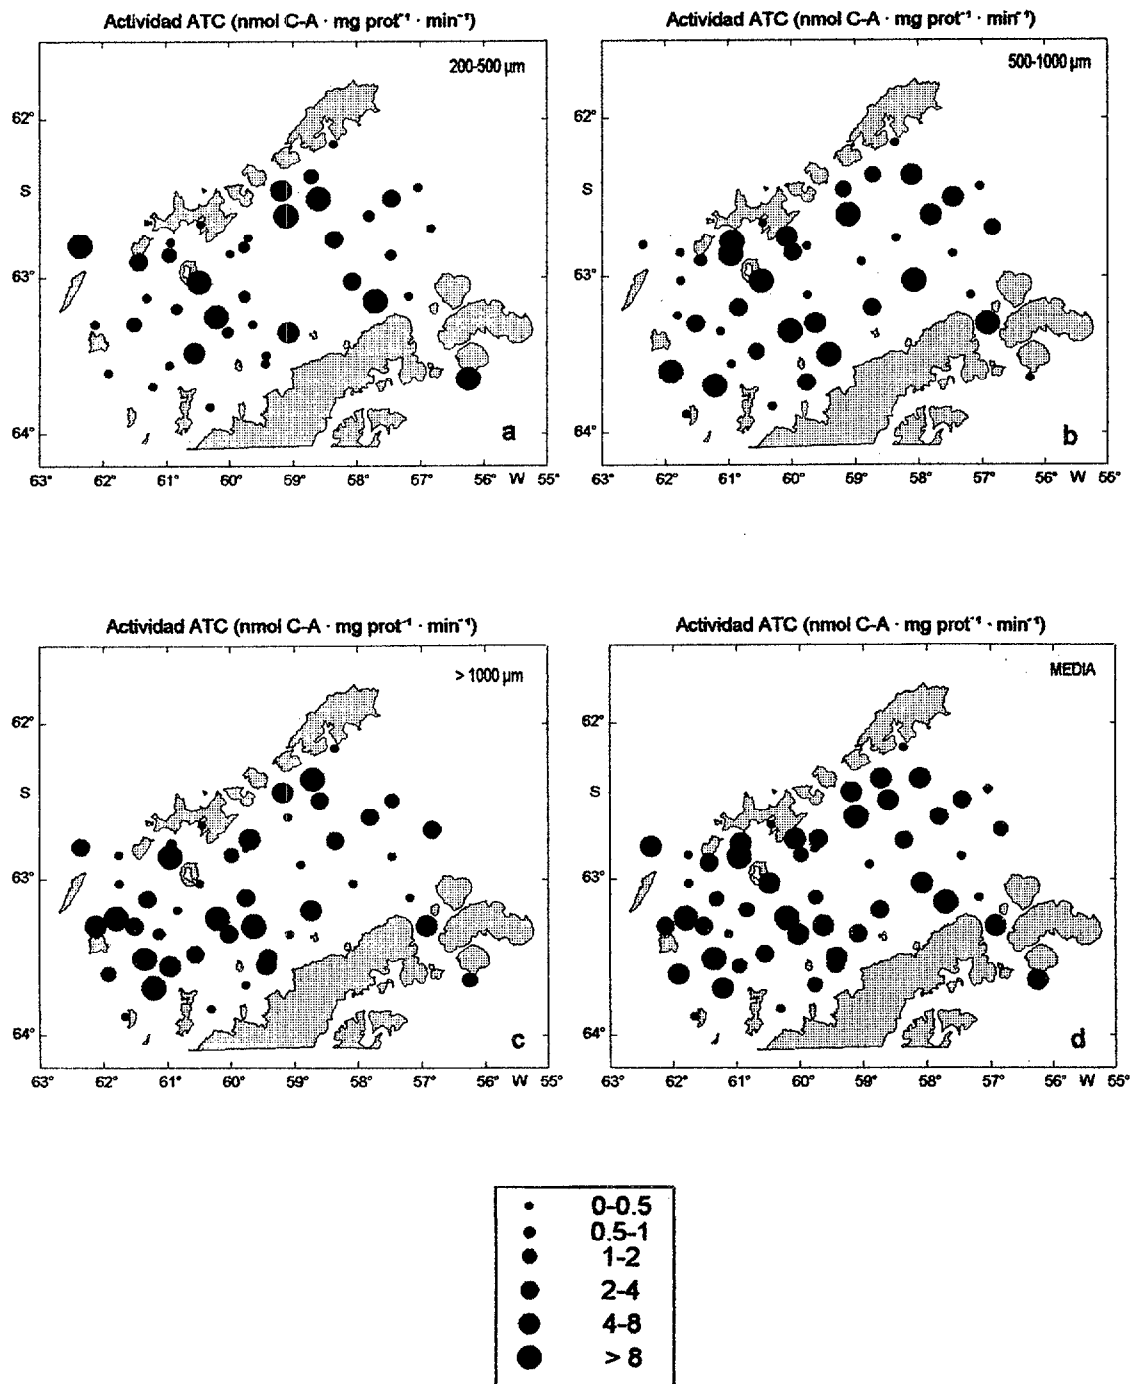 Actividad ATC (nmol C-A · mg prot⁻¹ · min⁻¹)
200-500 µm
62°
S
63°
64°
a
63° 62° 61° 60° 59° 58° 57° 56° W 55°
Actividad ATC (nmol C-A · mg prot⁻¹ · min⁻¹)
500-1000 µm
62°
S
63°
64°
b
63° 62° 61° 60° 59° 58° 57° 56° W 55°
Actividad ATC (nmol C-A · mg prot⁻¹ · min⁻¹)
> 1000 µm
62°
S
63°
64°
c
63° 62° 61° 60° 59° 58° 57° 56° W 55°
Actividad ATC (nmol C-A · mg prot⁻¹ · min⁻¹)
MEDIA
62°
S
63°
64°
d
63° 62° 61° 60° 59° 58° 57° 56° W 55°
0-0.5
0.5-1
1-2
2-4
4-8
> 8